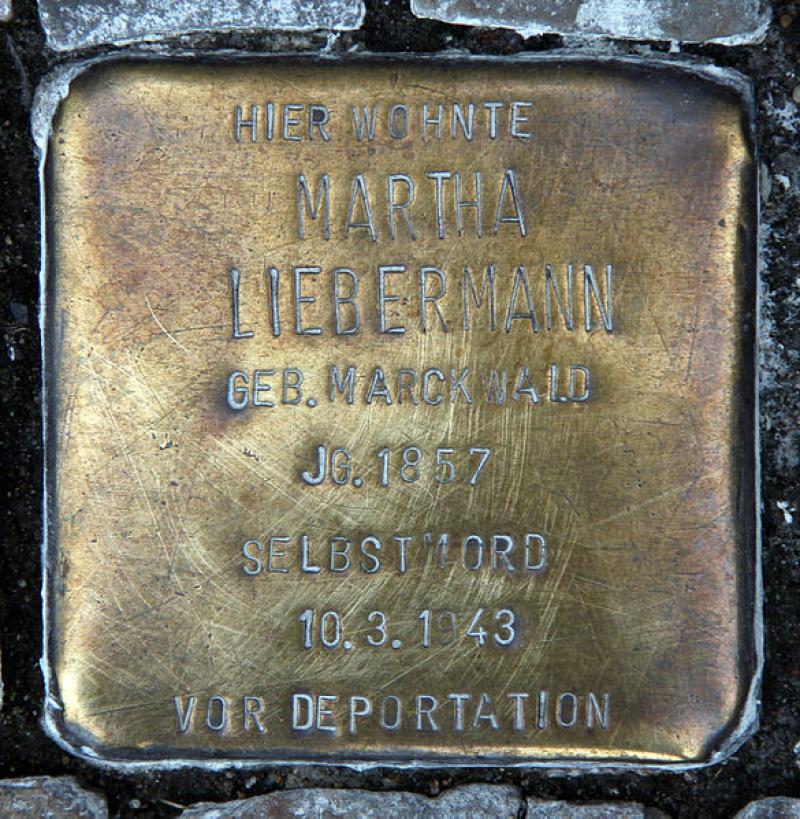 HIER WOHNTE
MARTHA
LIEBERMANN
GEB. MARCKWALD
JG. 1857
SELBSTMORD
10.3.1943
VOR DEPORTATION